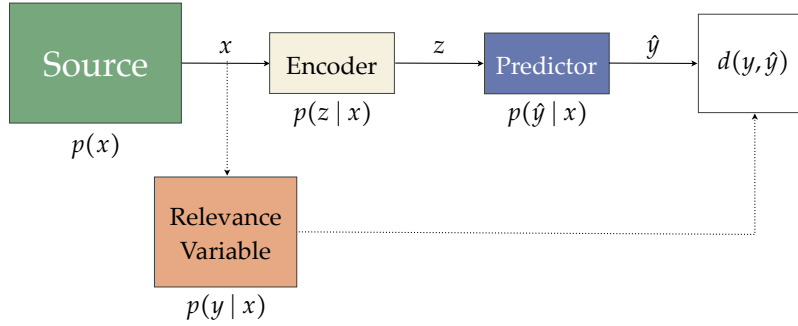 Source
p(x)
x
Encoder
p(z | x)
z
Predictor
p(ŷ | x)
ŷ
d(y, ŷ)
Relevance
Variable
p(y | x)